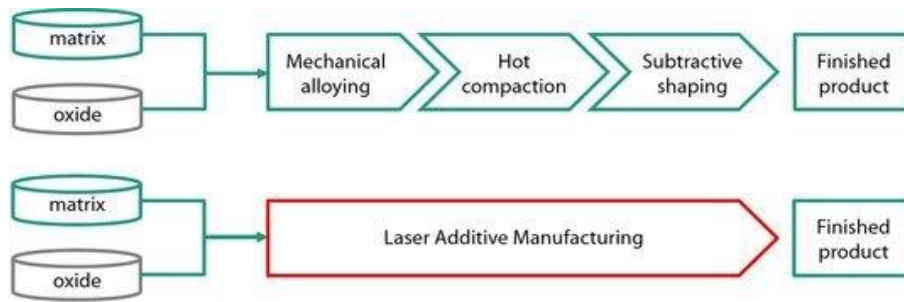 matrix
oxide
Mechanical
alloying
Hot
compaction
Subtractive
shaping
Finished
product
matrix
oxide
Laser Additive Manufacturing
Finished
product